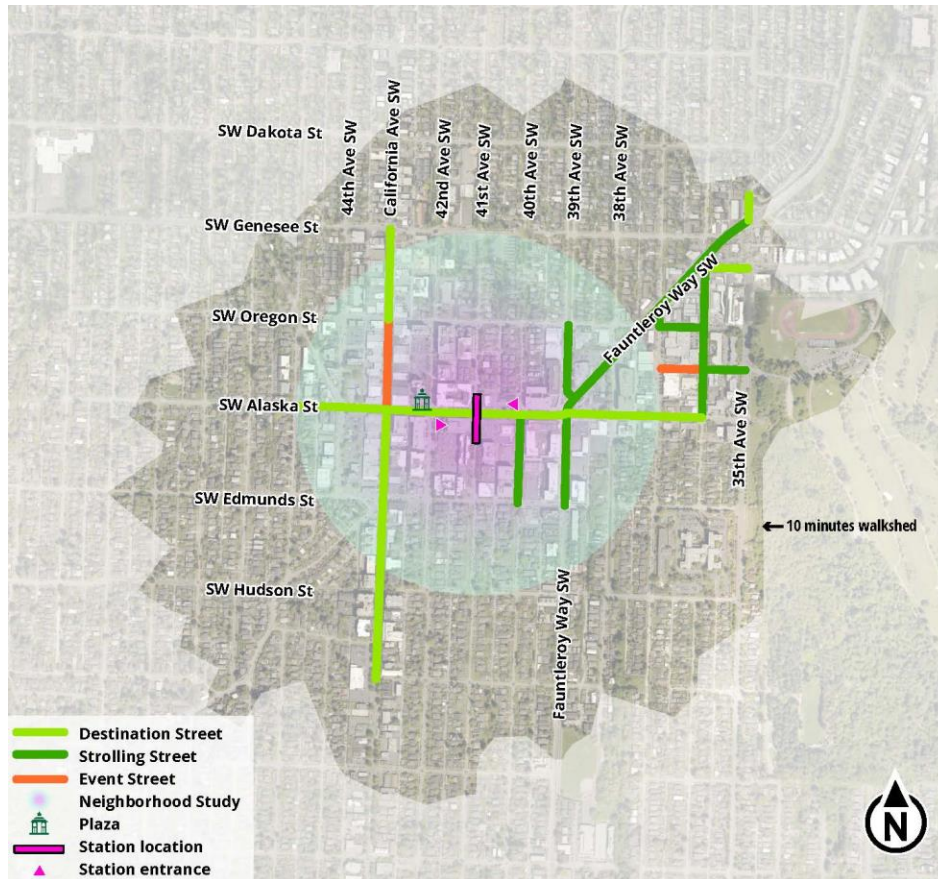 SW Dakota St
44th Ave SW
California Ave SW
42nd Ave SW
41st Ave SW
40th Ave SW
39th Ave SW
38th Ave SW
SW Genesee St
Fauntleroy Way SW
SW Oregon St
SW Alaska St
35th Ave SW
SW Edmunds St
10 minutes walkshed
SW Hudson St
Fauntleroy Way SW
Destination Street
Strolling Street
Event Street
Neighborhood Study
Plaza
Station location
Station entrance
N